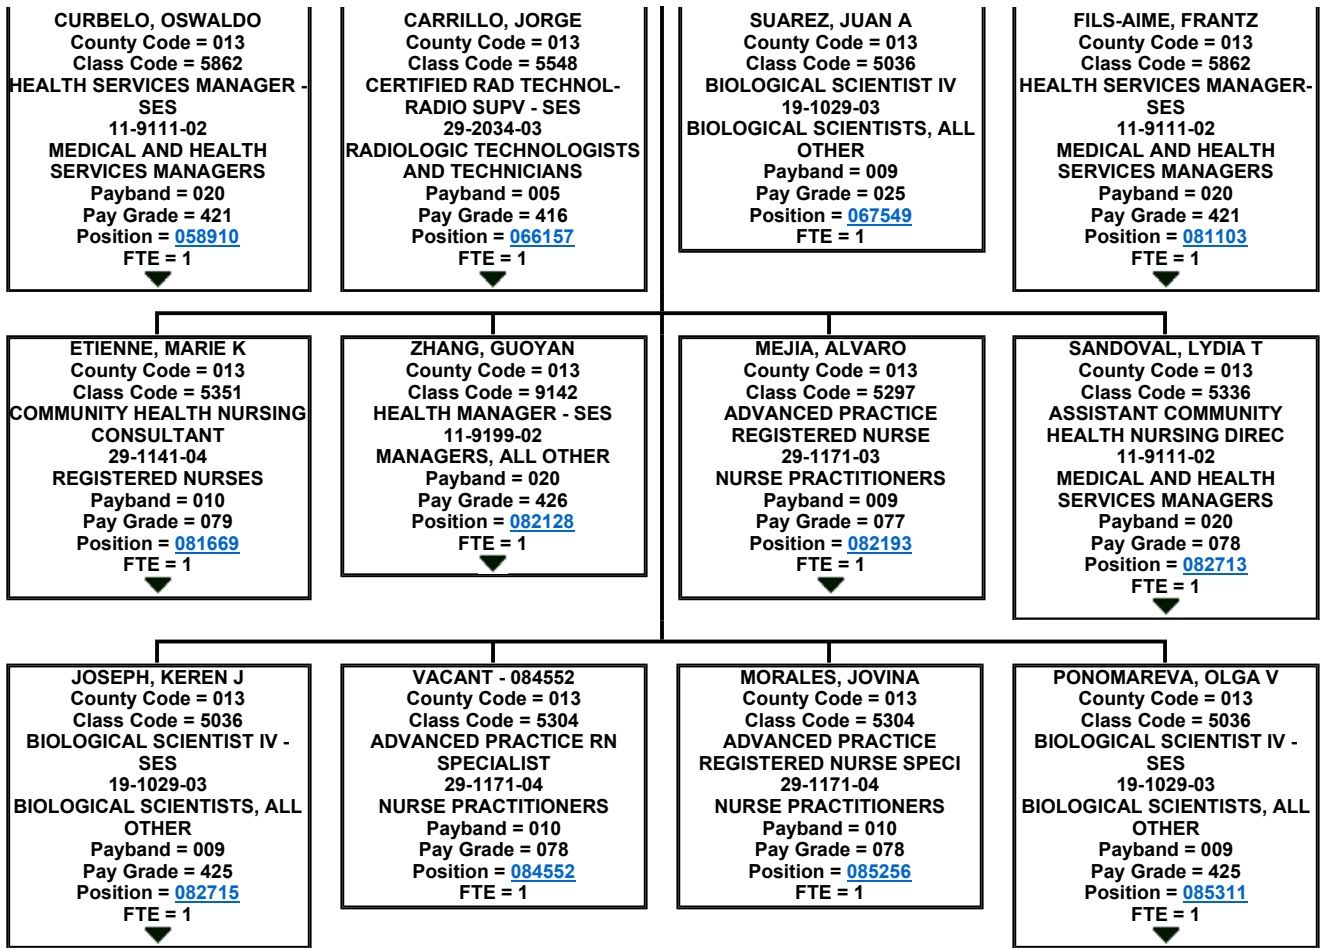 CURBELO, OSWALDO
County Code = 013
Class Code = 5862
HEALTH SERVICES MANAGER -
SES
11-9111-02
MEDICAL AND HEALTH
SERVICES MANAGERS
Payband = 020
Pay Grade = 421
Position = 058910
FTE = 1
CARRILLO, JORGE
County Code = 013
Class Code = 5548
CERTIFIED RAD TECHNOL-
RADIO SUPV - SES
29-2034-03
RADIOLOGIC TECHNOLOGISTS
AND TECHNICIANS
Payband = 005
Pay Grade = 416
Position = 066157
FTE = 1
SUAREZ, JUAN A
County Code = 013
Class Code = 5036
BIOLOGICAL SCIENTIST IV
19-1029-03
BIOLOGICAL SCIENTISTS, ALL
OTHER
Payband = 009
Pay Grade = 025
Position = 067549
FTE = 1
FILS-AIME, FRANTZ
County Code = 013
Class Code = 5862
HEALTH SERVICES MANAGER-
SES
11-9111-02
MEDICAL AND HEALTH
SERVICES MANAGERS
Payband = 020
Pay Grade = 421
Position = 081103
FTE = 1
ETIENNE, MARIE K
County Code = 013
Class Code = 5351
COMMUNITY HEALTH NURSING
CONSULTANT
29-1141-04
REGISTERED NURSES
Payband = 010
Pay Grade = 079
Position = 081669
FTE = 1
ZHANG, GUOYAN
County Code = 013
Class Code = 9142
HEALTH MANAGER - SES
11-9199-02
MANAGERS, ALL OTHER
Payband = 020
Pay Grade = 426
Position = 082128
FTE = 1
MEJIA, ALVARO
County Code = 013
Class Code = 5297
ADVANCED PRACTICE
REGISTERED NURSE
29-1171-03
NURSE PRACTITIONERS
Payband = 009
Pay Grade = 077
Position = 082193
FTE = 1
SANDOVAL, LYDIA T
County Code = 013
Class Code = 5336
ASSISTANT COMMUNITY
HEALTH NURSING DIREC
11-9111-02
MEDICAL AND HEALTH
SERVICES MANAGERS
Payband = 020
Pay Grade = 078
Position = 082713
FTE = 1
JOSEPH, KEREN J
County Code = 013
Class Code = 5036
BIOLOGICAL SCIENTIST IV -
SES
19-1029-03
BIOLOGICAL SCIENTISTS, ALL
OTHER
Payband = 009
Pay Grade = 425
Position = 082715
FTE = 1
VACANT - 084552
County Code = 013
Class Code = 5304
ADVANCED PRACTICE RN
SPECIALIST
29-1171-04
NURSE PRACTITIONERS
Payband = 010
Pay Grade = 078
Position = 084552
FTE = 1
MORALES, JOVINA
County Code = 013
Class Code = 5304
ADVANCED PRACTICE
REGISTERED NURSE SPECI
29-1171-04
NURSE PRACTITIONERS
Payband = 010
Pay Grade = 078
Position = 085256
FTE = 1
PONOMAREVA, OLGA V
County Code = 013
Class Code = 5036
BIOLOGICAL SCIENTIST IV -
SES
19-1029-03
BIOLOGICAL SCIENTISTS, ALL
OTHER
Payband = 009
Pay Grade = 425
Position = 085311
FTE = 1